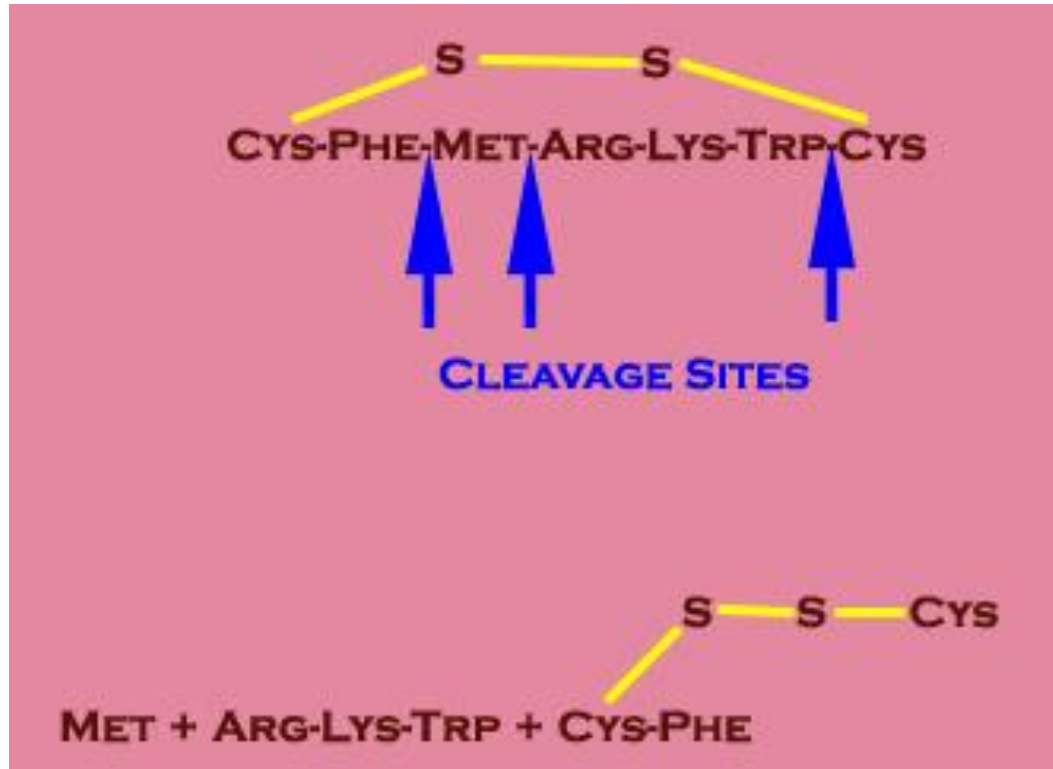 S S
CYS-PHE-MET-ARG-LYS-TRP-CYS
CLEAVAGE SITES
S S CYS
MET + ARG-LYS-TRP + CYS-PHE